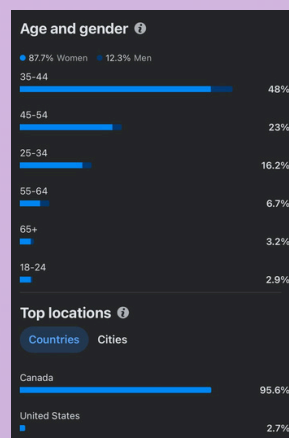 Age and gender
87.7% Women 12.3% Men
35-44
48%
45-54
23%
25-34
16.2%
55-64
6.7%
65+
3.2%
18-24
2.9%
Top locations
Countries Cities
Canada
95.6%
United States
2.7%